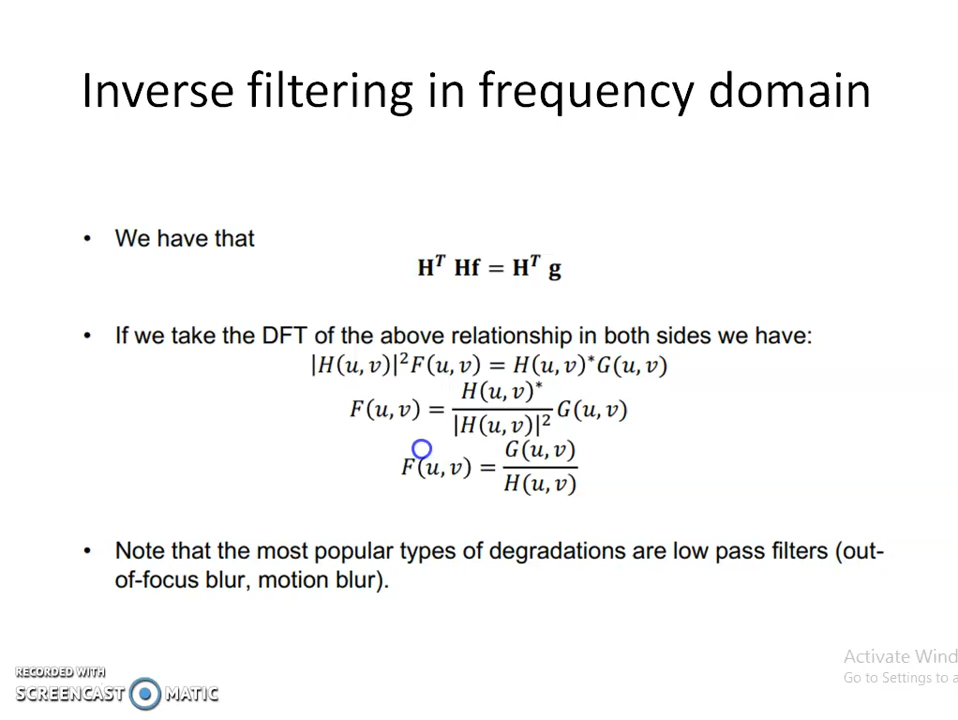 Inverse filtering in frequency domain
• We have that
𝐇ᵀ 𝐇𝐟 = 𝐇ᵀ 𝐠
• If we take the DFT of the above relationship in both sides we have:
|H(u, v)|²F(u, v) = H(u, v)*G(u, v)
F(u, v) = H(u, v)* / |H(u, v)|² G(u, v)
F(u, v) = G(u, v) / H(u, v)
• Note that the most popular types of degradations are low pass filters (out-
of-focus blur, motion blur).
Activate Wind
Go to Settings to a
RECORDED WITH
SCREENCAST MATIC